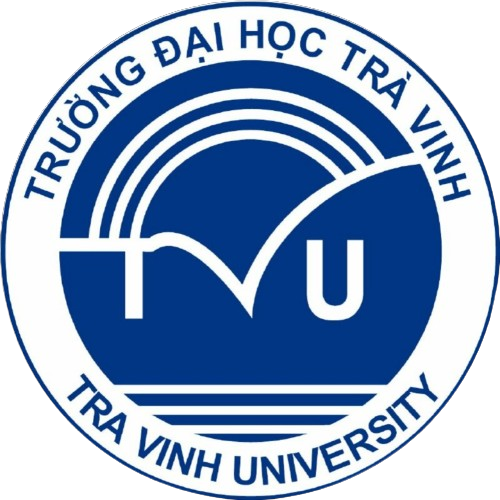 TRƯỜNG ĐẠI HỌC TRÀ VINH
TVU
TRA VINH UNIVERSITY